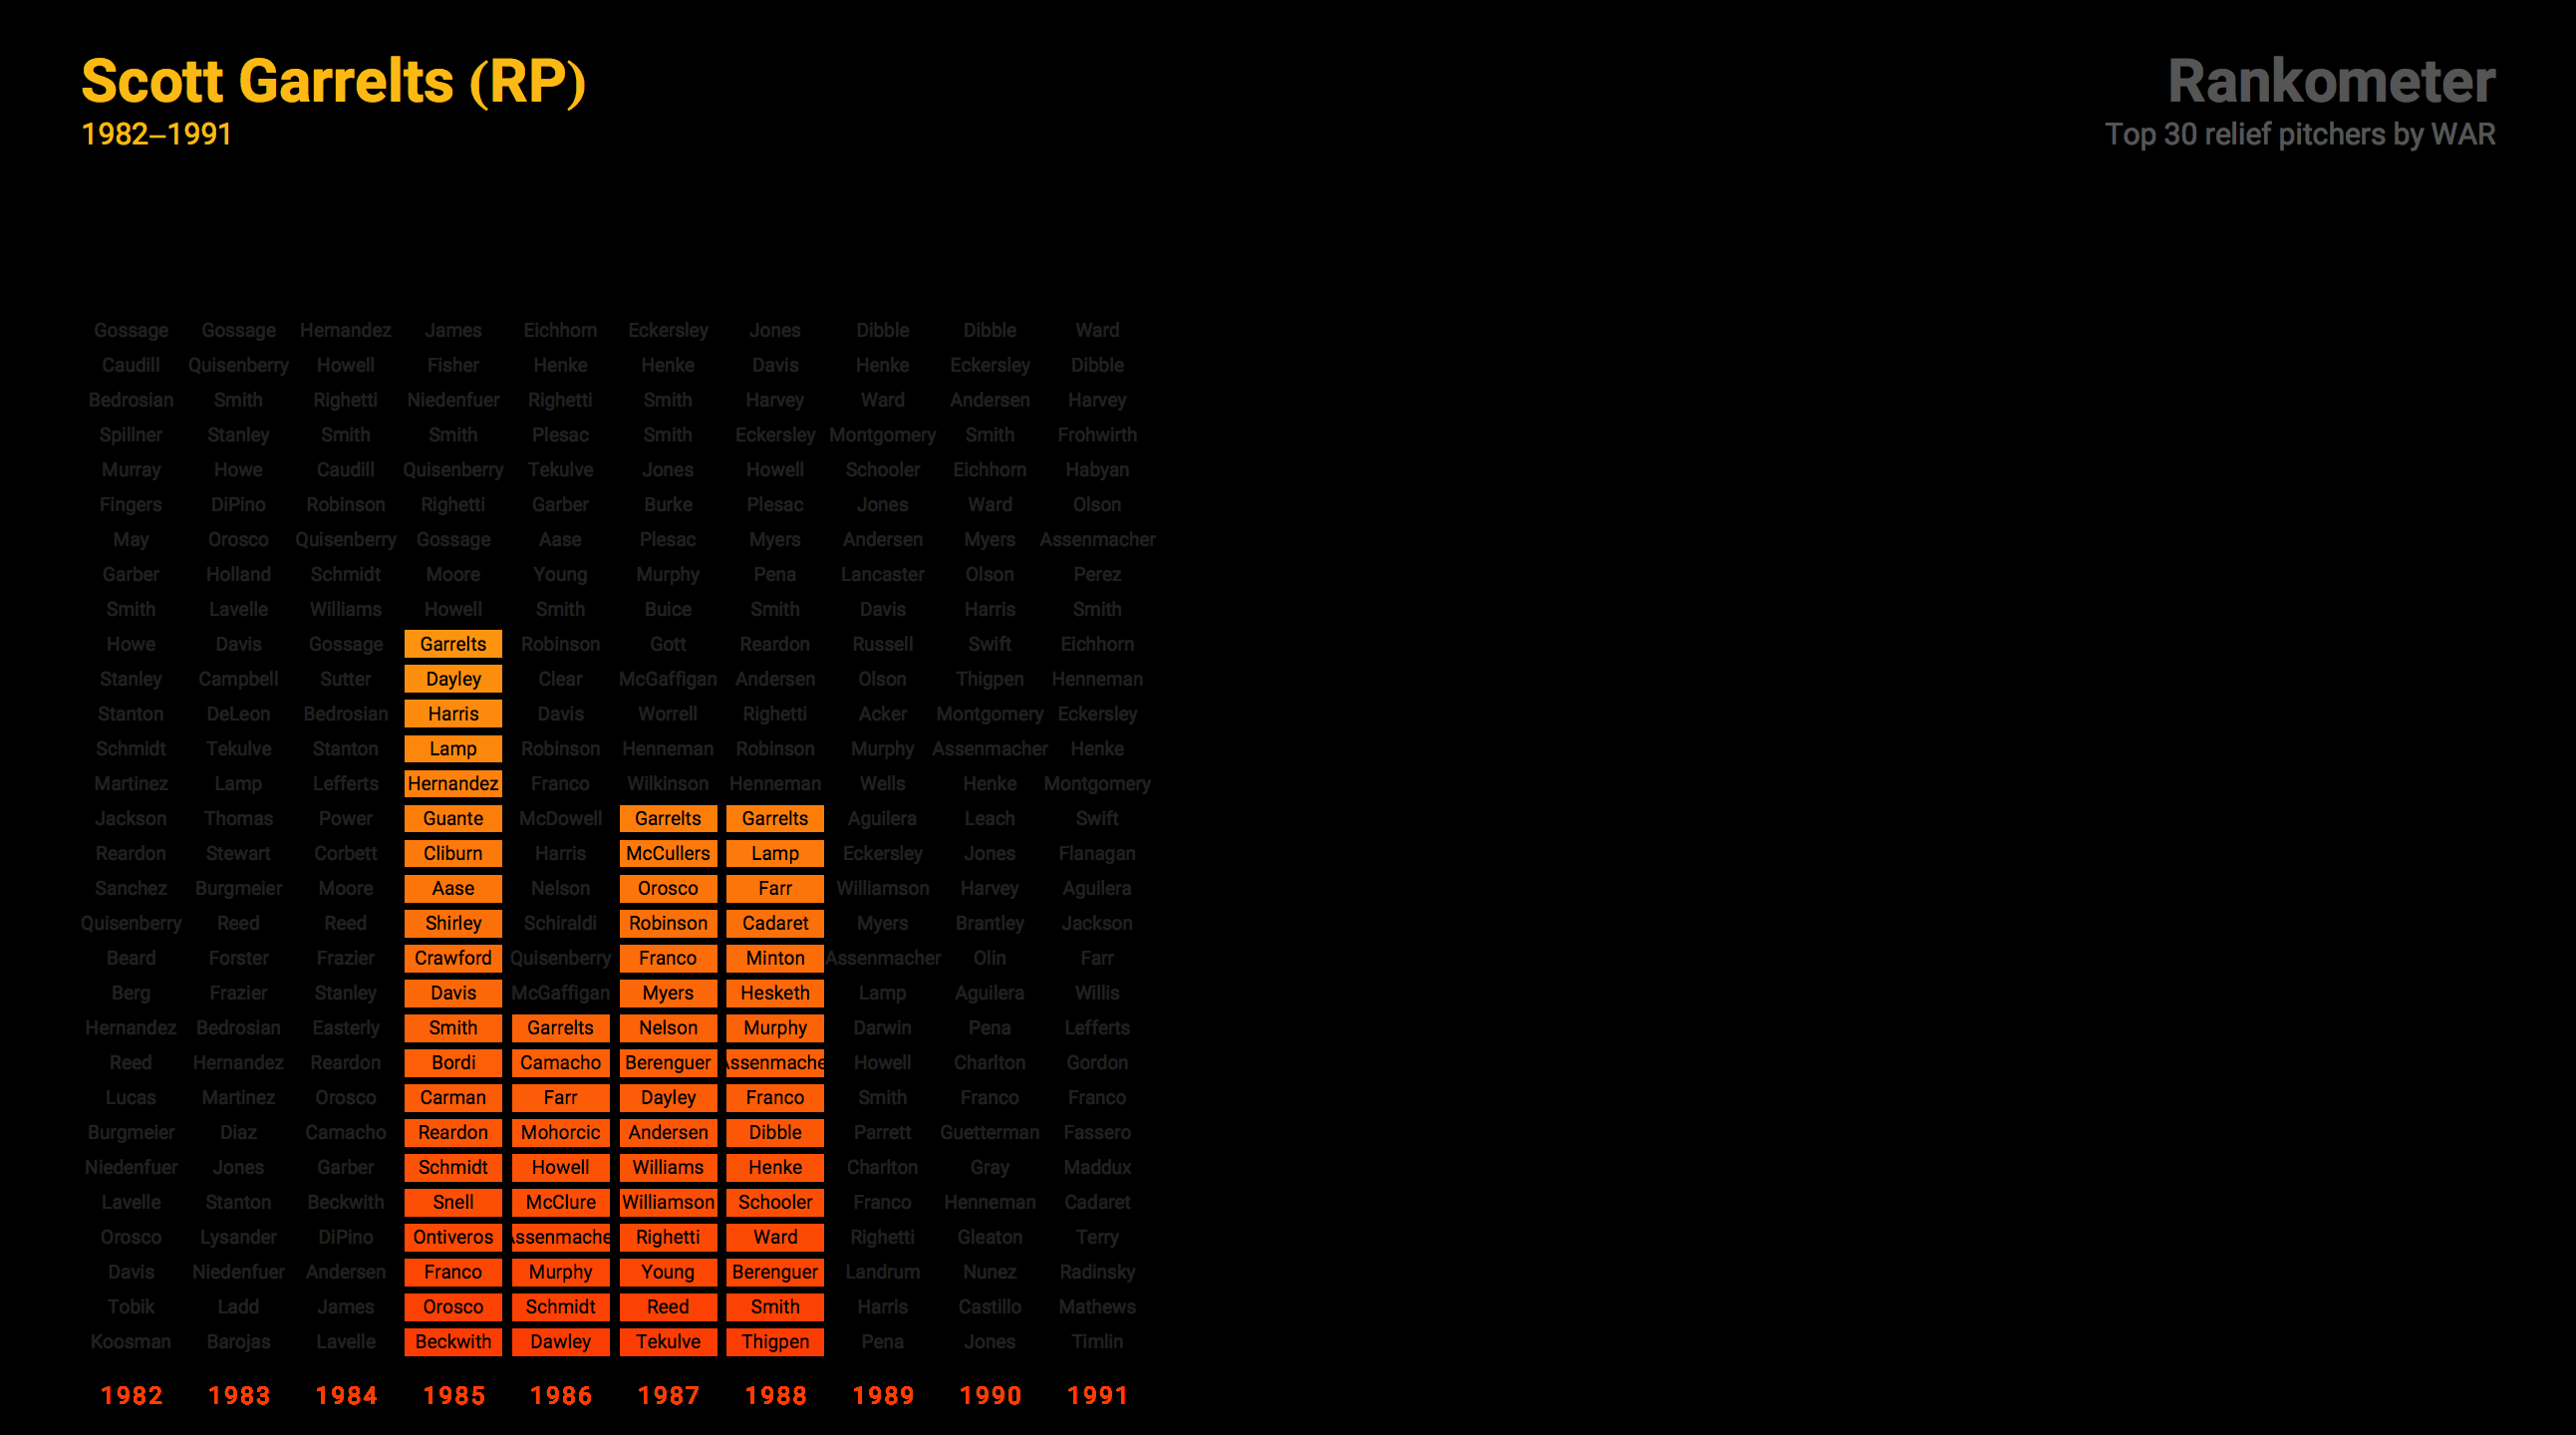 Scott Garrelts (RP)
1982–1991
Rankometer
Top 30 relief pitchers by WAR
Gossage Gossage Hernandez James Eichhorn Eckersley Jones Dibble Dibble Ward
Caudill Quisenberry Howell Fisher Henke Henke Davis Henke Eckersley Dibble
Bedrosian Smith Righetti Niedenfuer Righetti Smith Harvey Ward Andersen Harvey
Spillner Stanley Smith Smith Plesac Smith Eckersley Montgomery Smith Frohwirth
Murray Howe Caudill Quisenberry Tekulve Jones Howell Schooler Eichhorn Habyan
Fingers DiPino Robinson Righetti Garber Burke Plesac Jones Ward Olson
May Orosco Quisenberry Gossage Aase Plesac Myers Andersen Myers Assenmacher
Garber Holland Schmidt Moore Young Murphy Pena Lancaster Olson Perez
Smith Lavelle Williams Howell Smith Buice Smith Davis Harris Smith
Howe Davis Gossage Garrelts Robinson Gott Reardon Russell Swift Eichhorn
Stanley Campbell Sutter Dayley Clear McGaffigan Andersen Olson Thigpen Henneman
Stanton DeLeon Bedrosian Harris Davis Worrell Righetti Acker Montgomery Eckersley
Schmidt Tekulve Stanton Lamp Robinson Henneman Robinson Murphy Assenmacher Henke
Martinez Lamp Lefferts Hernandez Franco Wilkinson Henneman Wells Henke Montgomery
Jackson Thomas Power Guante McDowell Garrelts Garrelts Aguilera Leach Swift
Reardon Stewart Corbett Cliburn Harris McCullers Lamp Eckersley Jones Flanagan
Sanchez Burgmeier Moore Aase Nelson Orosco Farr Williamson Harvey Aguilera
Quisenberry Reed Reed Shirley Schiraldi Robinson Cadaret Myers Brantley Jackson
Beard Forster Frazier Crawford Quisenberry Franco Minton Assenmacher Olin Farr
Berg Frazier Stanley Davis McGaffigan Myers Hesketh Lamp Aguilera Willis
Hernandez Bedrosian Easterly Smith Garrelts Nelson Murphy Darwin Pena Lefferts
Reed Hernandez Reardon Bordi Camacho Berenguer Assenmache Howell Charlton Gordon
Lucas Martinez Orosco Carman Farr Dayley Franco Smith Franco Franco
Burgmeier Diaz Camacho Reardon Mohorcic Andersen Dibble Parrett Guetterman Fassero
Niedenfuer Jones Garber Schmidt Howell Williams Henke Charlton Gray Maddux
Lavelle Stanton Beckwith Snell McClure Williamson Schooler Franco Henneman Cadaret
Orosco Lysander DiPino Ontiveros Assenmache Righetti Ward Righetti Gleaton Terry
Davis Niedenfuer Andersen Franco Murphy Young Berenguer Landrum Nunez Radinsky
Tobik Ladd James Orosco Schmidt Reed Smith Harris Castillo Mathews
Koosman Barojas Lavelle Beckwith Dawley Tekulve Thigpen Pena Jones Timlin
1982 1983 1984 1985 1986 1987 1988 1989 1990 1991